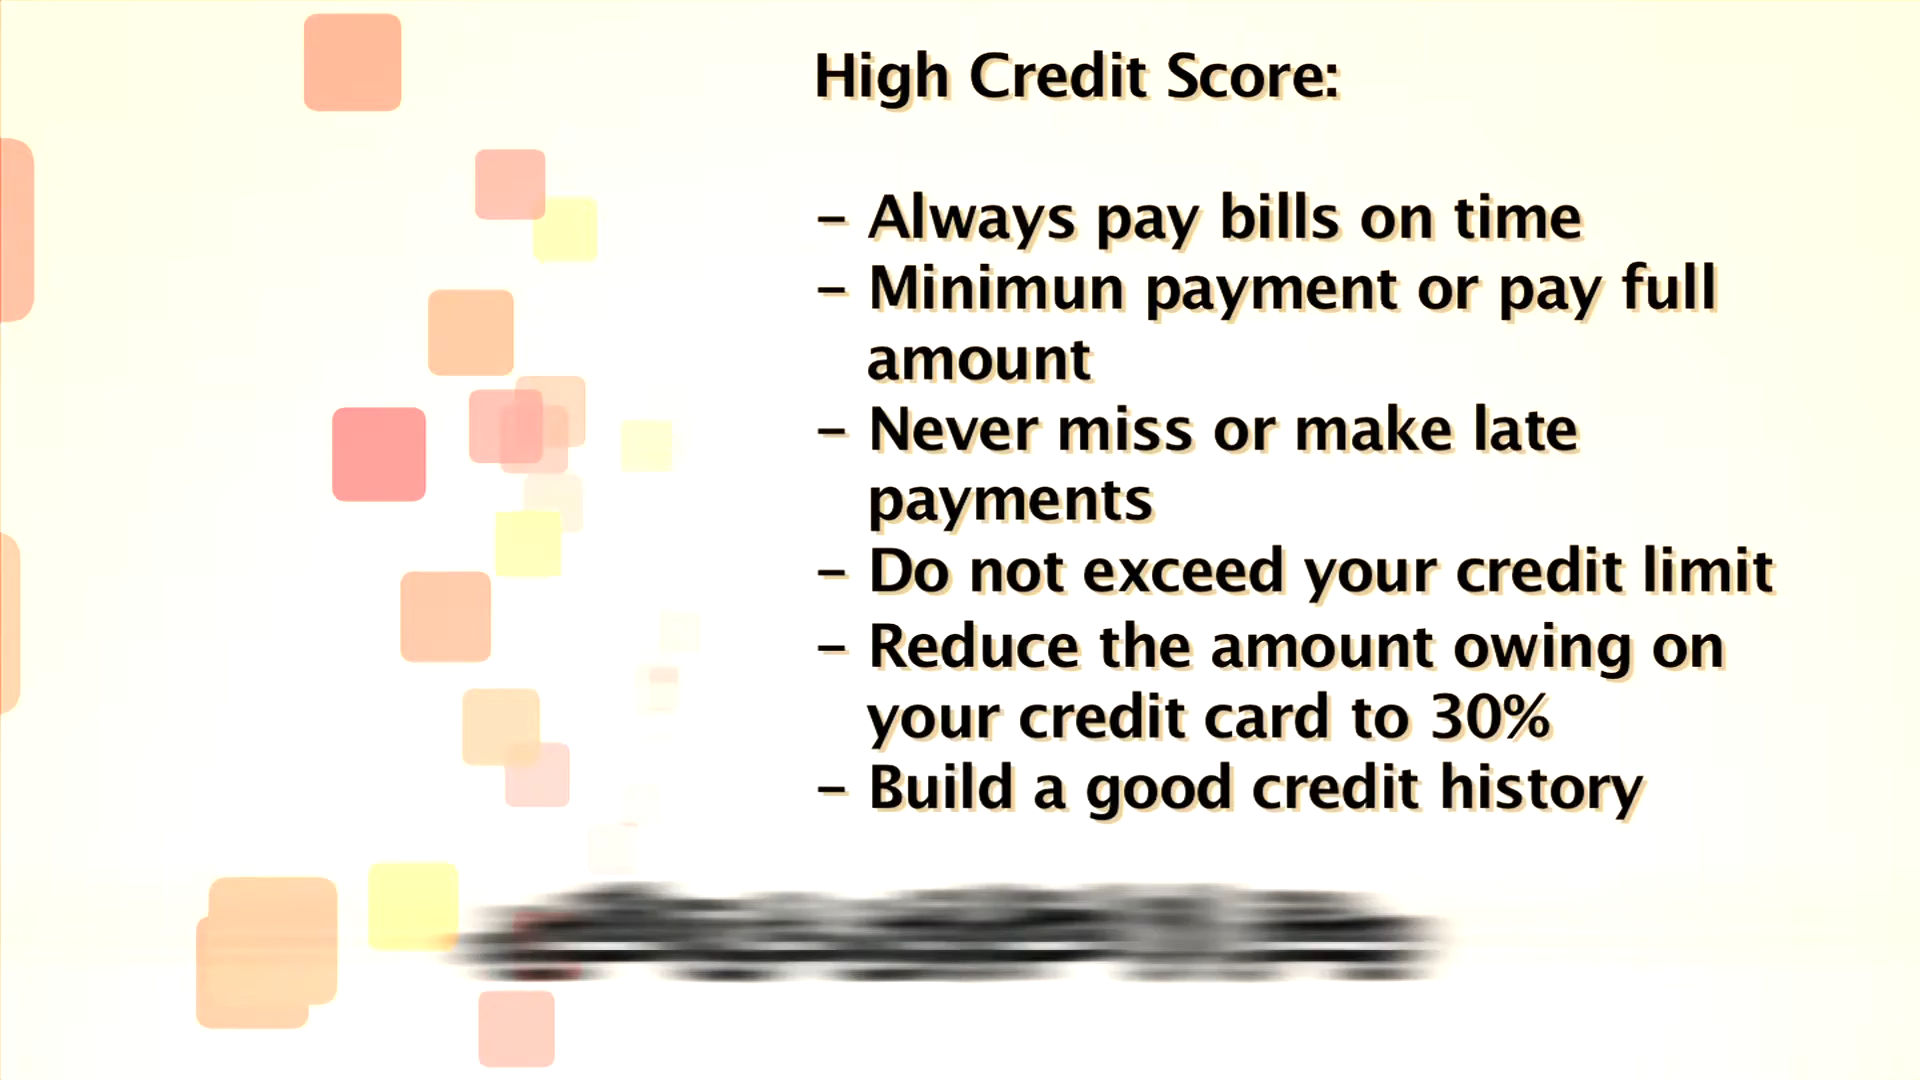 High Credit Score:
- Always pay bills on time
- Minimun payment or pay full
amount
- Never miss or make late
payments
- Do not exceed your credit limit
- Reduce the amount owing on
your credit card to 30%
- Build a good credit history